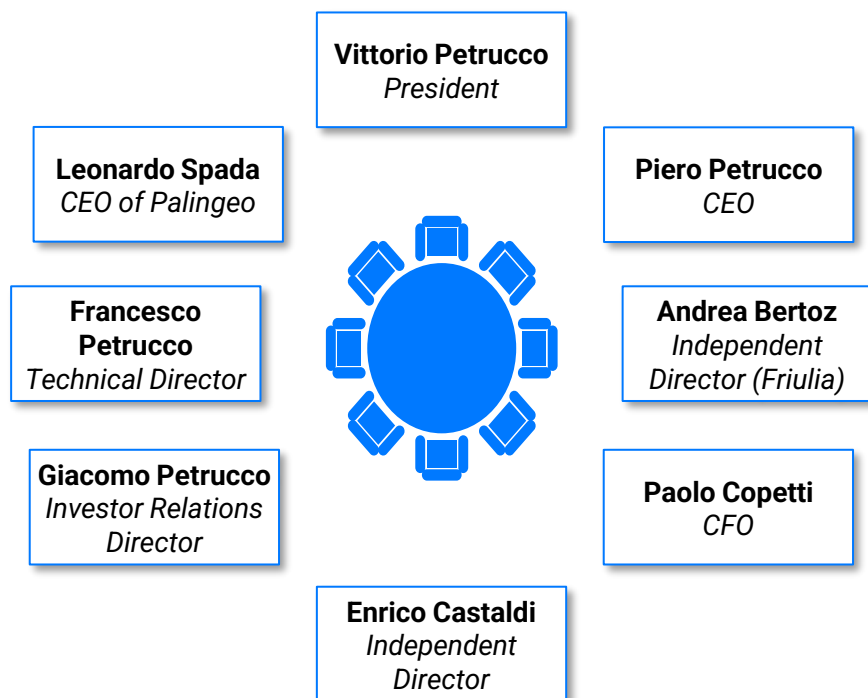 Vittorio Petrucco
President
Leonardo Spada
CEO of Palingeo
Piero Petrucco
CEO
Francesco
Petrucco
Technical Director
Andrea Bertoz
Independent
Director (Friulia)
Giacomo Petrucco
Investor Relations
Director
Paolo Copetti
CFO
Enrico Castaldi
Independent
Director